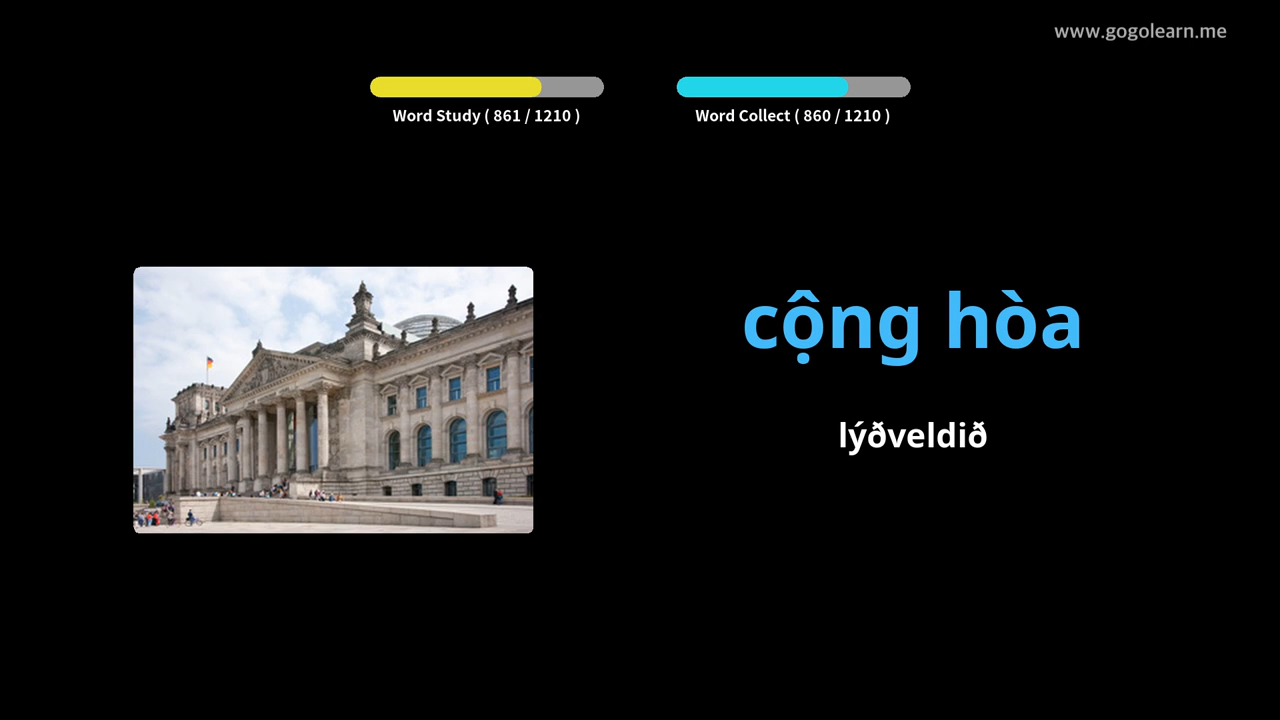 www.gogolearn.me
Word Study ( 861 / 1210 )
Word Collect ( 860 / 1210 )
cộng hòa
lýðveldið